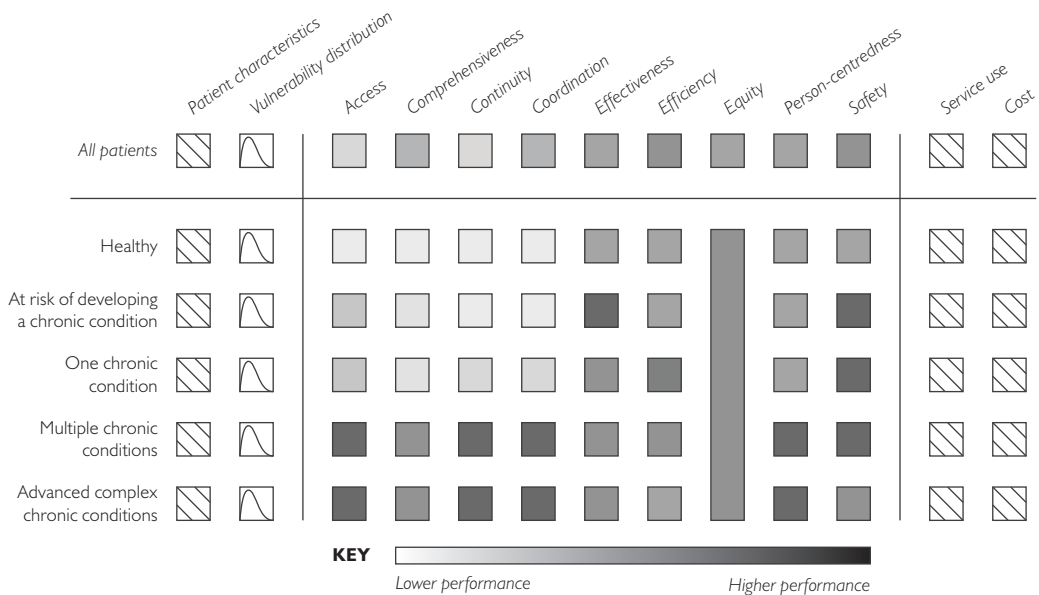 Patient characteristics
Vulnerability distribution
Access
Comprehensiveness
Continuity
Coordination
Effectiveness
Efficiency
Equity
Person-centredness
Safety
Service use
Cost
All patients
Healthy
At risk of developing
a chronic condition
One chronic
condition
Multiple chronic
conditions
Advanced complex
chronic conditions
KEY
Lower performance
Higher performance